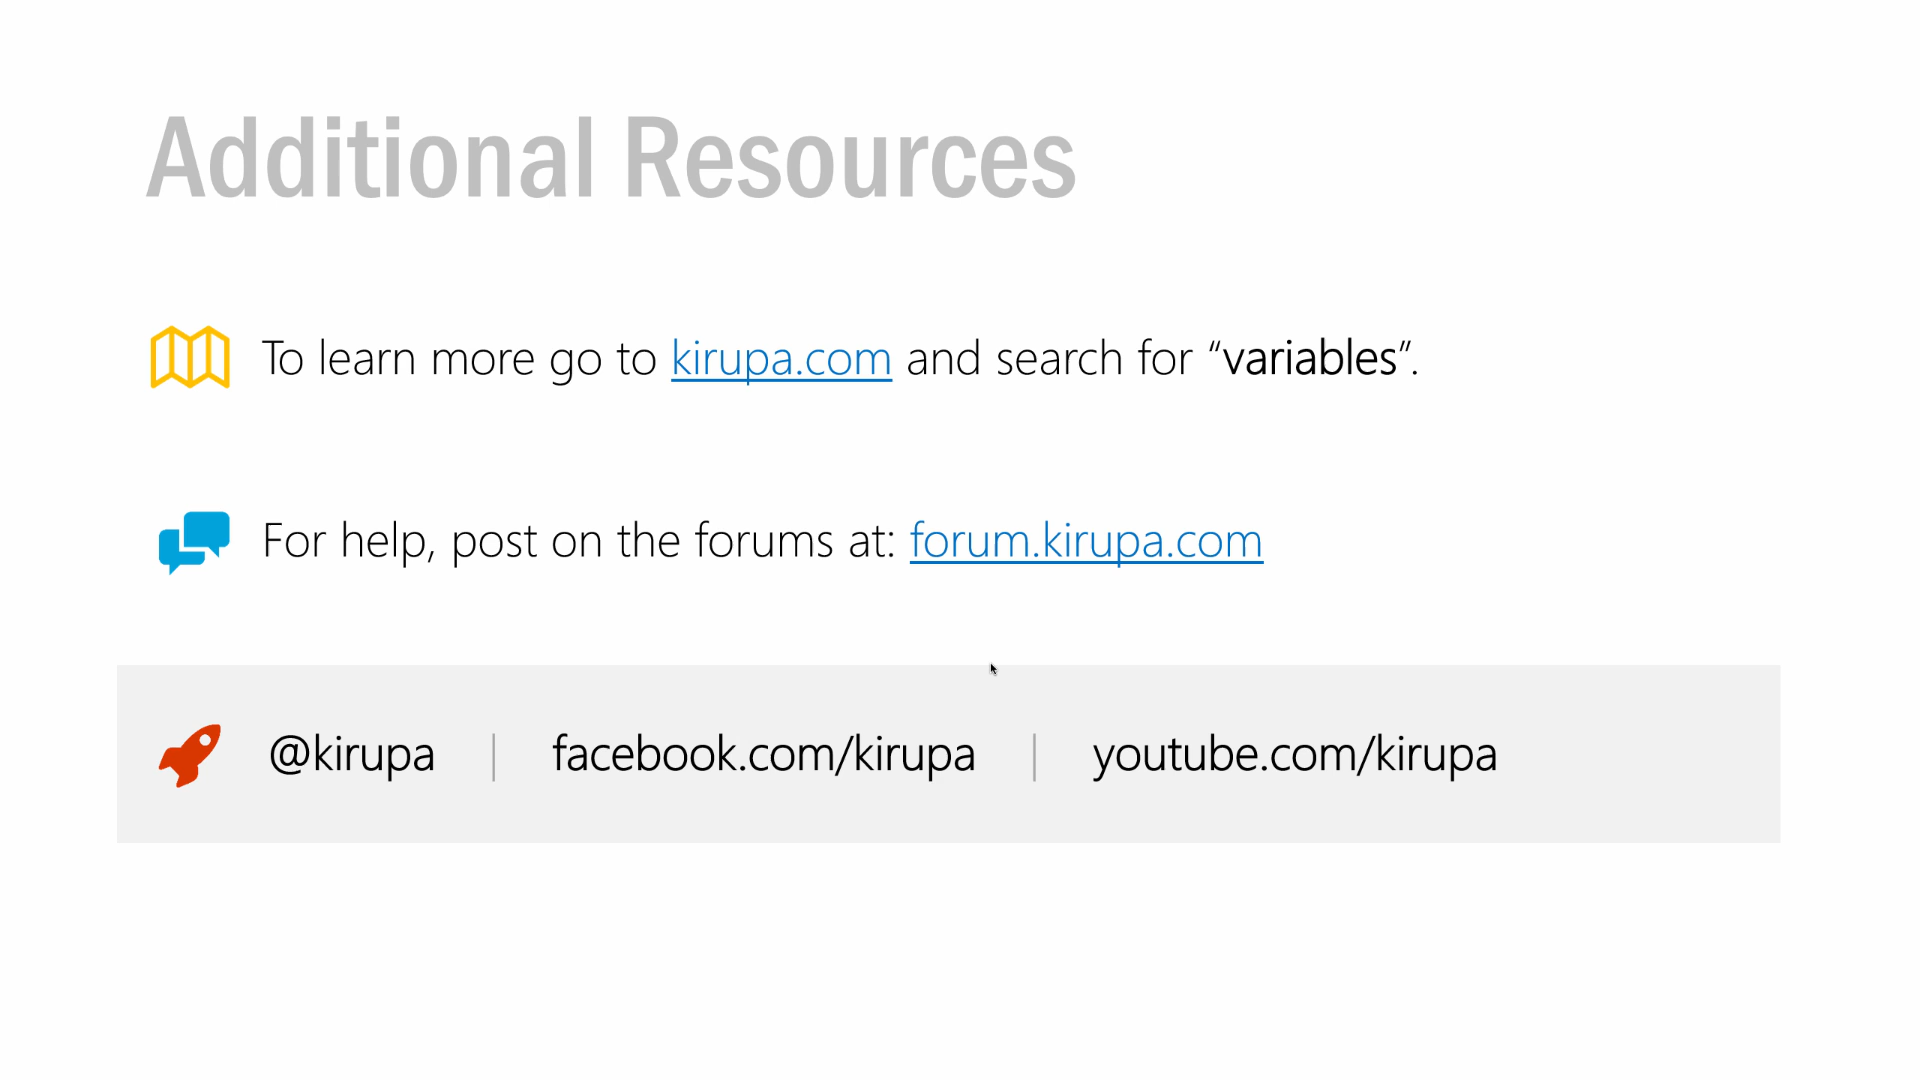 Additional Resources
To learn more go to kirupa.com and search for “variables”.
For help, post on the forums at: forum.kirupa.com
@kirupa | facebook.com/kirupa | youtube.com/kirupa